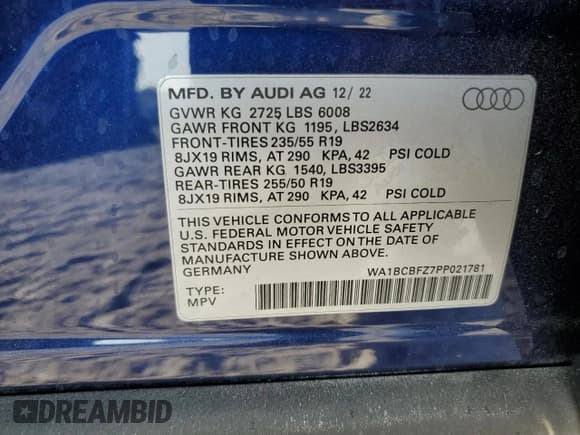 MFD. BY AUDI AG 12/ 22
GVWR KG 2725 LBS 6008
GAWR FRONT KG 1195, LBS2634
FRONT-TIRES 235/55 R19
8JX19 RIMS, AT 290 KPA, 42 PSI COLD
GAWR REAR KG 1540, LBS3395
REAR-TIRES 255/50 R19
8JX19 RIMS, AT 290 KPA, 42 PSI COLD
THIS VEHICLE CONFORMS TO ALL APPLICABLE
U.S. FEDERAL MOTOR VEHICLE SAFETY
STANDARDS IN EFFECT ON THE DATE OF
MANUFACTURE SHOWN ABOVE.
GERMANY WA1BCBFZ7PP021781
TYPE:
MPV
DREAMBID